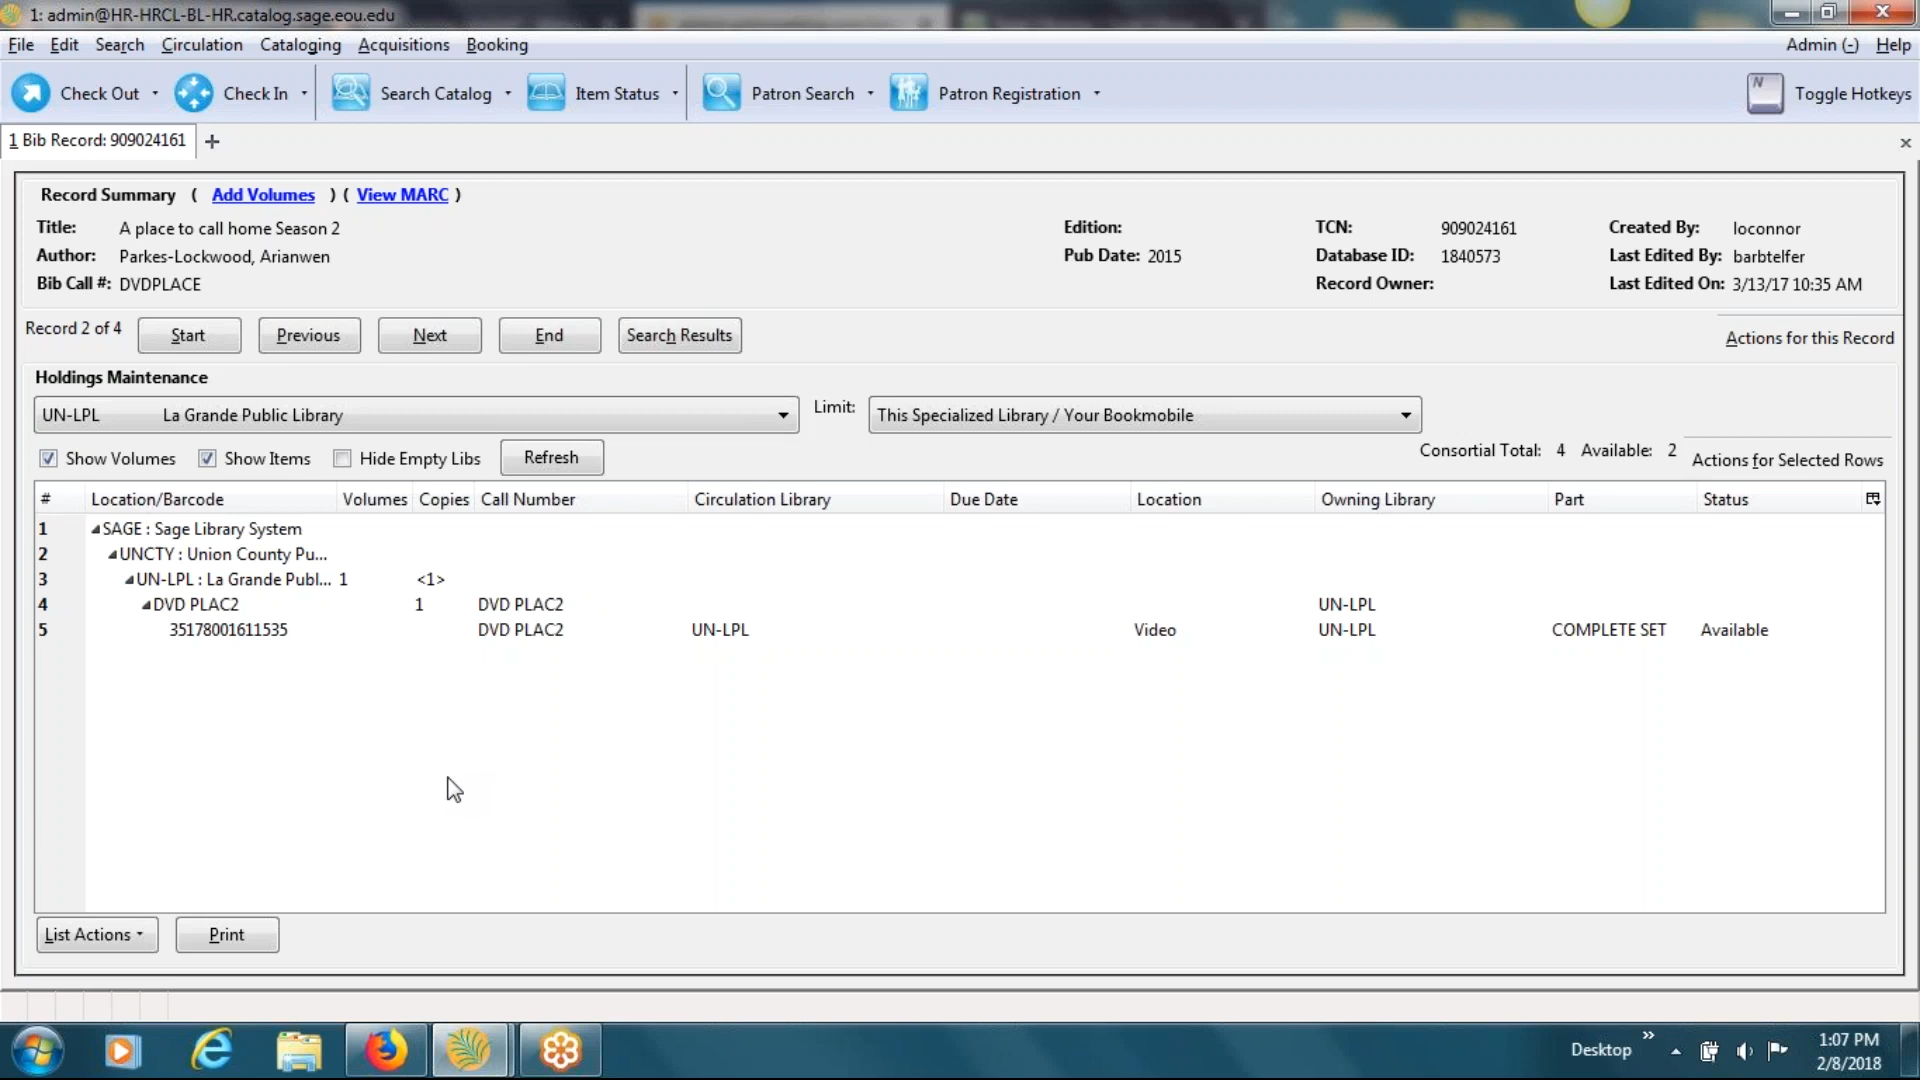 1: admin@HR-HRCL-BL-HR.catalog.sage.eou.edu
File Edit Search Circulation Cataloging Acquisitions Booking Admin (-) Help
Check Out Check In Search Catalog Item Status Patron Search Patron Registration N Toggle Hotkeys
1 Bib Record: 909024161
Record Summary ( Add Volumes ) ( View MARC )
Title: A place to call home Season 2 Edition: TCN: 909024161 Created By: loconnor
Author: Parkes-Lockwood, Arianwen Pub Date: 2015 Database ID: 1840573 Last Edited By: barbtelfer
Bib Call #: DVDPLACE Record Owner: Last Edited On: 3/13/17 10:35 AM
Record 2 of 4 Start Previous Next End Search Results Actions for this Record
Holdings Maintenance
UN-LPL La Grande Public Library Limit: This Specialized Library / Your Bookmobile
Show Volumes Show Items Hide Empty Libs Refresh Consortial Total: 4 Available: 2 Actions for Selected Rows
# Location/Barcode Volumes Copies Call Number Circulation Library Due Date Location Owning Library Part Status
1 SAGE : Sage Library System
2 UNCTY : Union County Pu...
3 UN-LPL : La Grande Publ... 1 <1>
4 DVD PLAC2 1 DVD PLAC2 UN-LPL
5 35178001611535 DVD PLAC2 UN-LPL Video UN-LPL COMPLETE SET Available
List Actions Print
Desktop 1:07 PM
2/8/2018